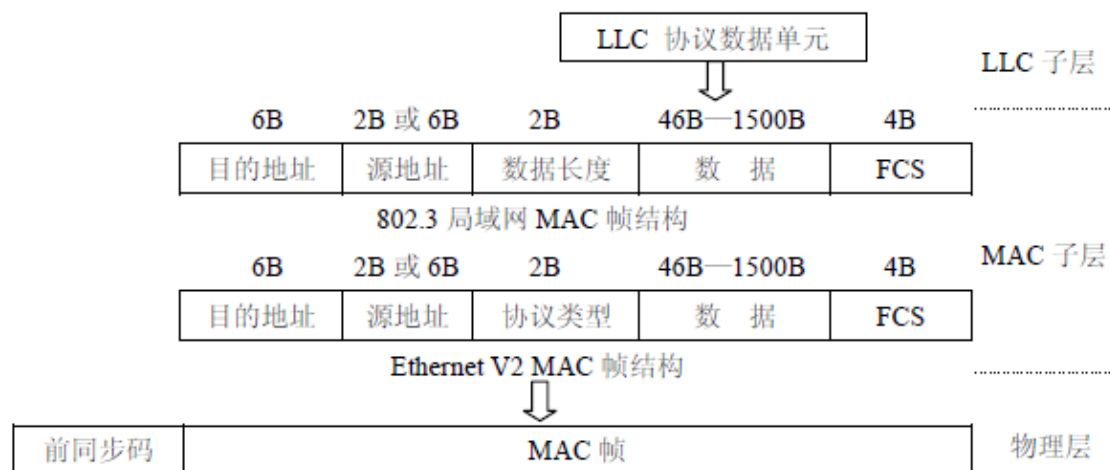 LLC 协议数据单元
LLC 子层
6B 2B 或 6B 2B 46B—1500B 4B
目的地址 源地址 数据长度 数 据 FCS
802.3 局域网 MAC 帧结构
MAC 子层
6B 2B 或 6B 2B 46B—1500B 4B
目的地址 源地址 协议类型 数 据 FCS
Ethernet V2 MAC 帧结构
前同步码 MAC 帧 物理层